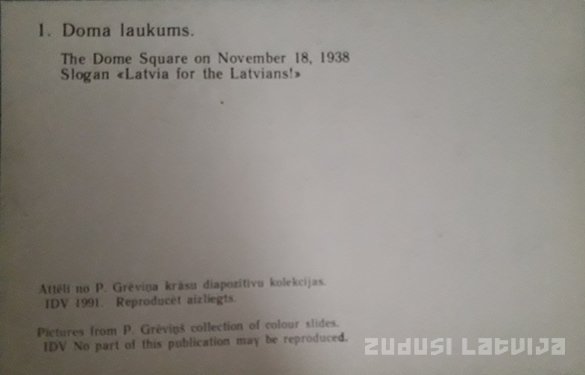 1. Doma laukums.
The Dome Square on November 18, 1938
Slogan «Latvia for the Latvians!»
Attēli no P. Grēviņa krāsu diapozitīvu kolekcijas.
IDV 1991. Reproducēt aizliegts.
Pictures from P. Grēviņš collection of colour slides.
IDV No part of this publication may be reproduced.
ZUDUSI LATVIJA